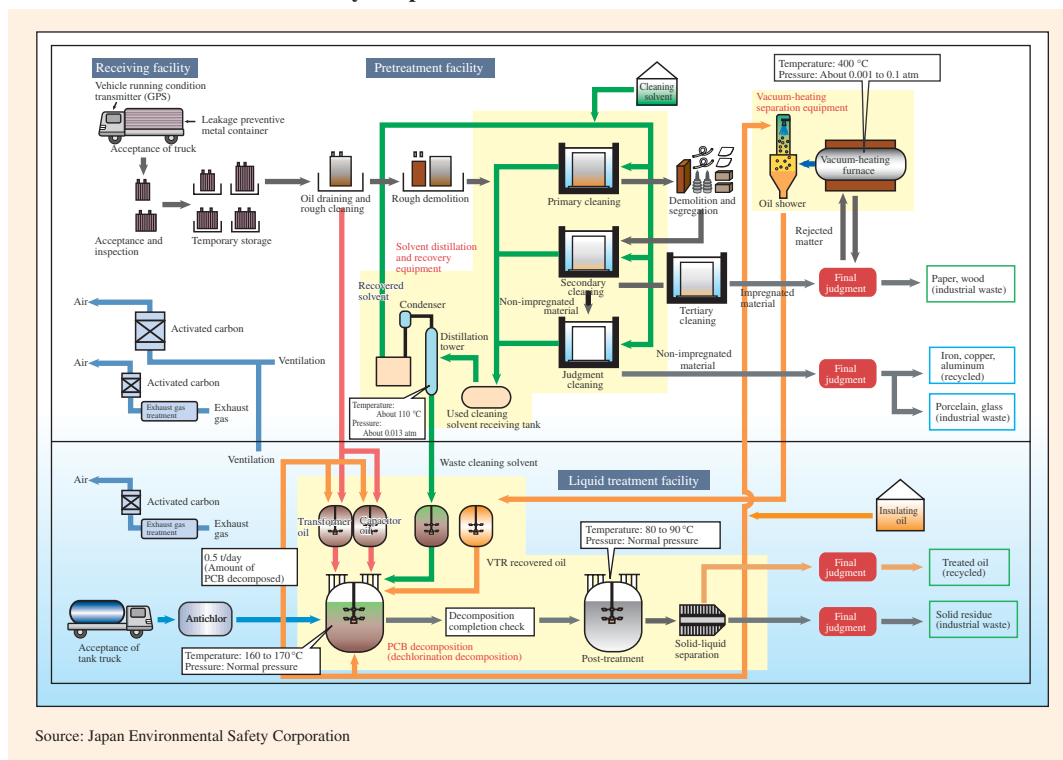 Receiving facility
Pretreatment facility
Vehicle running condition
transmitter (GPS)
Leakage preventive
metal container
Acceptance of truck
Cleaning
solvent
Temperature: 400 °C
Pressure: About 0.001 to 0.1 atm
Vacuum-heating
separation equipment
Vacuum-heating
furnace
Oil shower
Oil draining and
rough cleaning
Rough demolition
Primary cleaning
Demolition and
segregation
Rejected
matter
Acceptance and
inspection
Temporary storage
Solvent distillation
and recovery
equipment
Recovered
solvent
Condenser
Distillation
tower
Secondary
cleaning
Non-impregnated
material
Tertiary
cleaning
Impregnated
material
Final
judgment
Paper, wood
(industrial waste)
Air
Activated carbon
Ventilation
Judgment
cleaning
Non-impregnated
material
Final
judgment
Iron, copper,
aluminum
(recycled)
Porcelain, glass
(industrial waste)
Air
Activated carbon
Exhaust gas
treatment
Exhaust
gas
Temperature:
About 110 °C
Pressure:
About 0.013 atm
Used cleaning
solvent receiving tank
Ventilation
Waste cleaning solvent
Liquid treatment facility
Air
Activated carbon
Exhaust gas
treatment
Exhaust
gas
Transformer
oil
Capacitor
oil
VTR recovered oil
Temperature: 80 to 90 °C
Pressure: Normal pressure
Insulating
oil
0.5 t/day
(Amount of
PCB decomposed)
Final
judgment
Treated oil
(recycled)
Antichlor
Acceptance of
tank truck
Temperature: 160 to 170 °C
Pressure: Normal pressure
Decomposition
completion check
PCB decomposition
(dechlorination decomposition)
Post-treatment
Solid-liquid
separation
Final
judgment
Solid residue
(industrial waste)
Source: Japan Environmental Safety Corporation